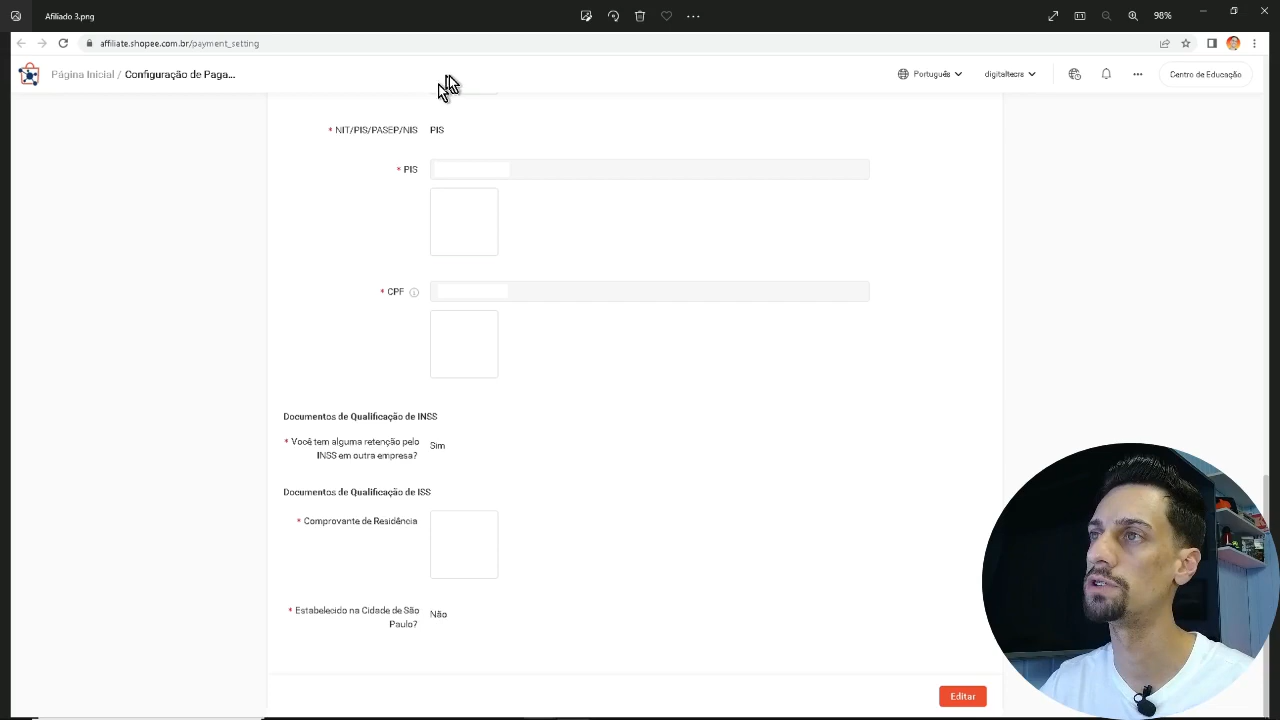 Afiliado 3.png
98%
affiliate.shopee.com.br/payment_setting
Página Inicial / Configuração de Paga...
Português
digitaltecra
Centro de Educação
* NIT/PIS/PASEP/NIS PIS
* PIS
* CPF
Documentos de Qualificação de INSS
* Você tem alguma retenção pelo
INSS em outra empresa?
Sim
Documentos de Qualificação de ISS
* Comprovante de Residência
* Estabelecido na Cidade de São
Paulo?
Não
Editar